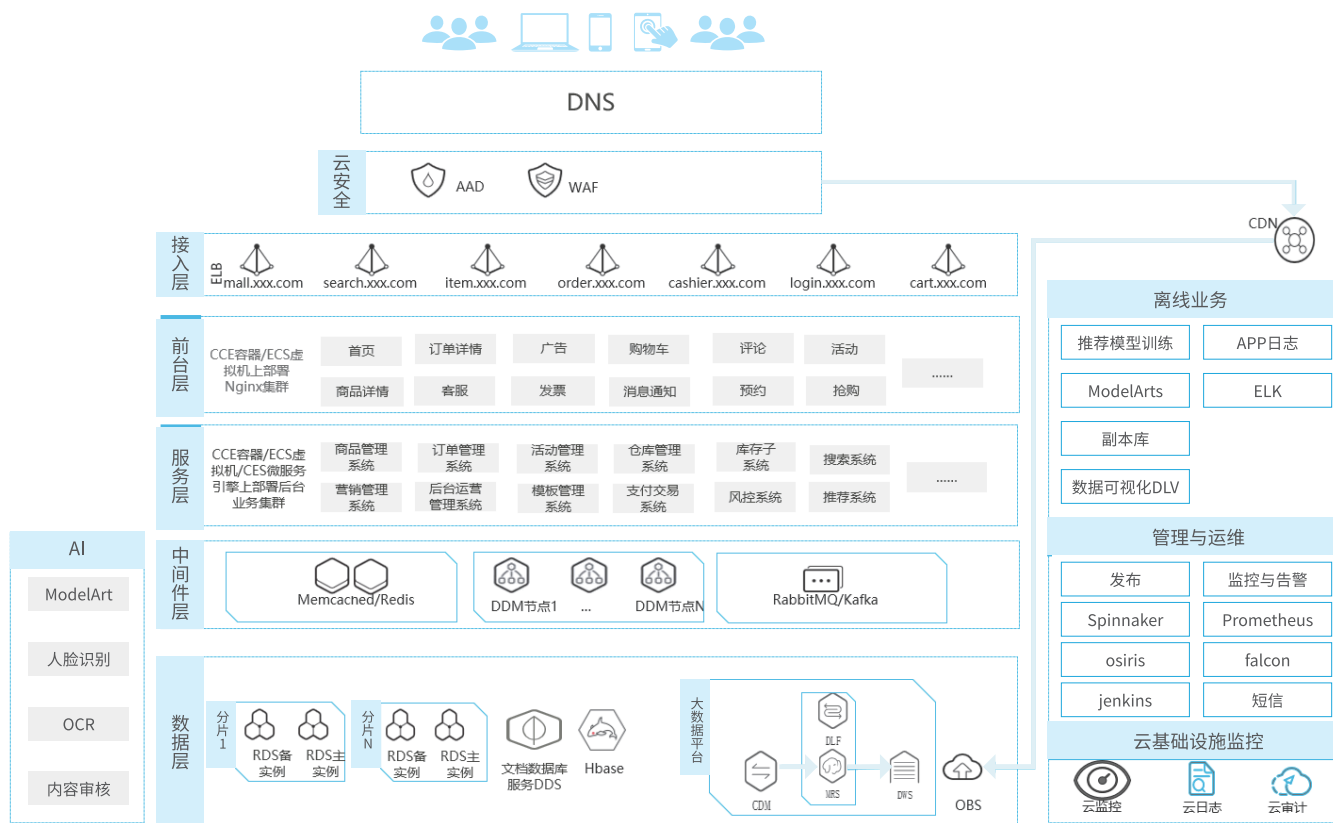 DNS
云安全
AAD
WAF
CDN
接入层
ELB
mall.xxx.com
search.xxx.com
item.xxx.com
order.xxx.com
cashier.xxx.com
login.xxx.com
cart.xxx.com
前台层
CCE容器/ECS虚
拟机上部署
Nginx集群
首页
订单详情
广告
购物车
评论
活动
商品详情
客服
发票
消息通知
预约
抢购
......
服务层
CCE容器/ECS虚
拟机/CES微服务
引擎上部署后台
业务集群
商品管理
系统
订单管理
系统
活动管理
系统
仓库管理
系统
库存子
系统
搜索系统
营销管理
系统
后台运营
管理系统
模板管理
系统
支付交易
系统
风控系统
推荐系统
......
中间件层
Memcached/Redis
DDM节点1
...
DDM节点N
RabbitMQ/Kafka
数据层
分片1
RDS备
实例
RDS主
实例
分片N
RDS备
实例
RDS主
实例
文档数据库
服务DDS
Hbase
大数据平台
DLF
CDM
MRS
DWS
OBS
AI
ModelArt
人脸识别
OCR
内容审核
离线业务
推荐模型训练
APP日志
ModelArts
ELK
副本库
数据可视化DLV
管理与运维
发布
监控与告警
Spinnaker
Prometheus
osiris
falcon
jenkins
短信
云基础设施监控
云监控
云日志
云审计